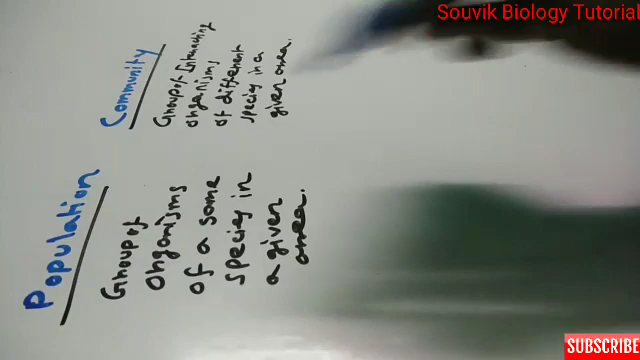 Souvik Biology Tutorial
Population
Group of
organisms
of a same
species in
a given
area.
Community
Group of Interacting
organisms
of different
species in a
given area.
SUBSCRIBE